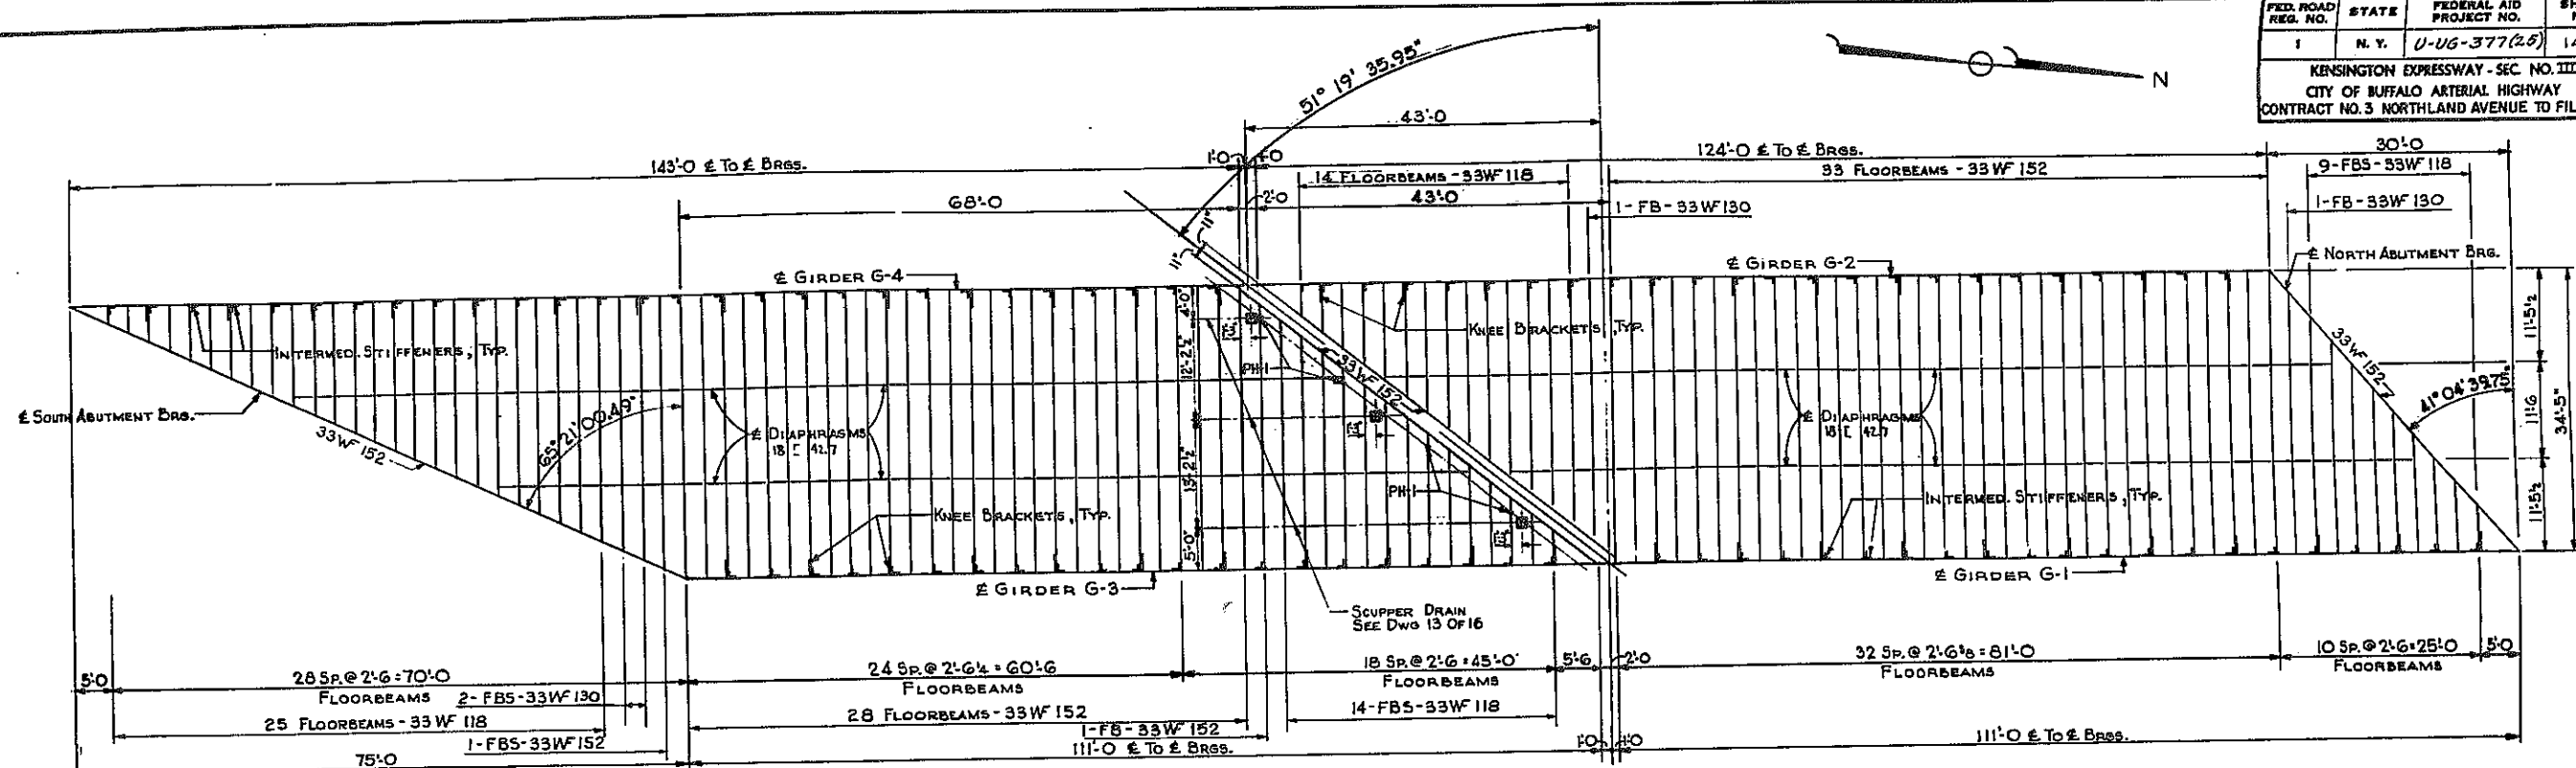 FED. ROAD REG. NO.
STATE
FEDERAL AID PROJECT NO.
1
N. Y.
U-UG-377(25)
KENSINGTON EXPRESSWAY - SEC. NO. III
CITY OF BUFFALO ARTERIAL HIGHWAY
CONTRACT NO. 3 NORTHLAND AVENUE TO FIL
N
51° 19' 35.95"
43'-0
143'-0 ₵ To ₵ BRGS.
1'-0
1'-0
124'-0 ₵ To ₵ BRGS.
30'-0
14 FLOORBEAMS - 33WF 118
33 FLOORBEAMS - 33WF 152
9-FBS-33WF 118
68'-0
2'-0
43'-0
1-FB-33WF 130
1-FB-33WF 130
11"
11"
₵ GIRDER G-4
₵ GIRDER G-2
₵ NORTH ABUTMENT BRG.
4'-0"
KNEE BRACKETS, TYP.
INTERMED. STIFFENERS, TYP.
12'-2½
PH-1
33WF 152
33WF 152
11'-5½
11'-6
11'-5½
34'-5"
41° 04' 39.75"
₵ SOUTH ABUTMENT BRG.
33WF 152
65° 21' 00.49"
₵ DIAPHRAGMS
18 [ 42.7
₵ DIAPHRAGMS
18 [ 42.7
13'-2½
PH-1
KNEE BRACKETS, TYP.
INTERMED. STIFFENERS, TYP.
5'-0"
₵ GIRDER G-3
₵ GIRDER G-1
SCUPPER DRAIN
SEE DWG 13 OF 16
5'-0
28 SP. @ 2'-6 = 70'-0
FLOORBEAMS
24 SP. @ 2'-6¼ = 60'-6
FLOORBEAMS
18 SP. @ 2'-6 = 45'-0"
FLOORBEAMS
5'-6
2'-0
32 SP. @ 2'-6⅜ = 81'-0
FLOORBEAMS
10 SP. @ 2'-6 = 25'-0
FLOORBEAMS
5'-0
2-FBS-33WF 130
25 FLOORBEAMS - 33 WF 118
28 FLOORBEAMS - 33WF 152
14-FBS-33WF 118
1-FBS-33WF 152
1-FB-33WF 152
75'-0
111'-0 ₵ To ₵ BRGS.
1'-0
1'-0
111'-0 ₵ To ₵ BRGS.